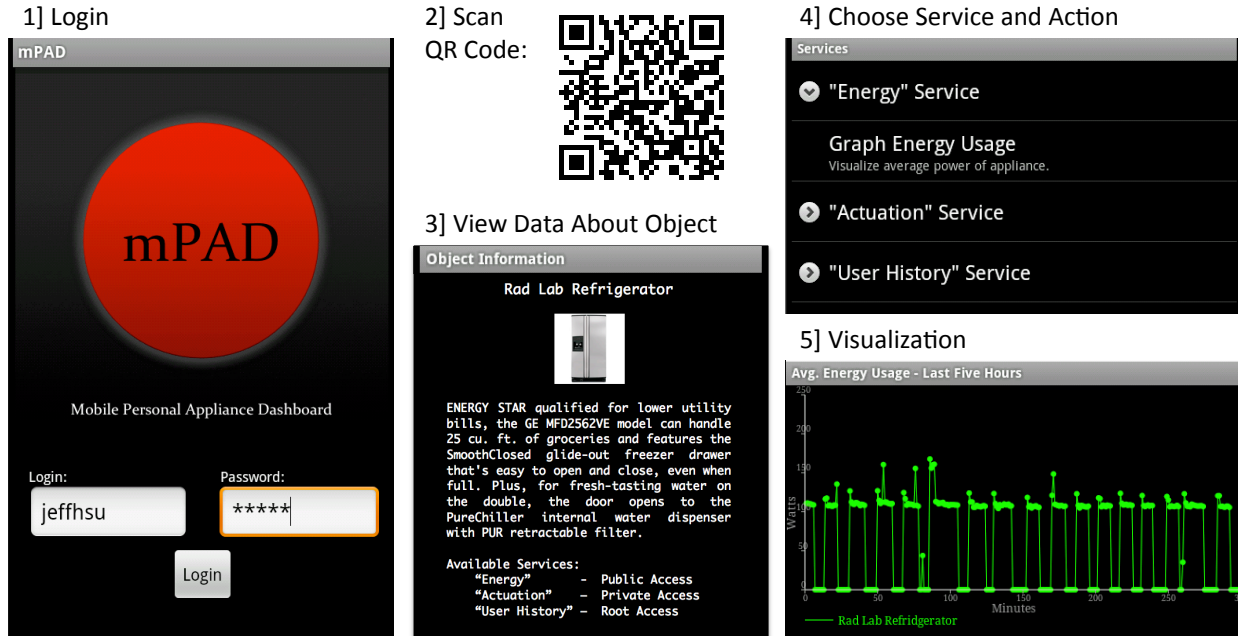 1] Login
mPAD
mPAD
Mobile Personal Appliance Dashboard
Login:
Password:
jeffhsu
*****
Login
2] Scan
QR Code:
3] View Data About Object
Object Information
Rad Lab Refrigerator
ENERGY STAR qualified for lower utility
bills, the GE MFD2562VE model can handle
25 cu. ft. of groceries and features the
SmoothClosed glide-out freezer drawer
that's easy to open and close, even when
full. Plus, for fresh-tasting water on
the double, the door opens to the
PureChiller internal water dispenser
with PUR retractable filter.
Available Services:
“Energy” – Public Access
“Actuation” – Private Access
“User History” – Root Access
4] Choose Service and Action
Services
"Energy" Service
Graph Energy Usage
Visualize average power of appliance.
"Actuation" Service
"User History" Service
5] Visualization
Avg. Energy Usage - Last Five Hours
250
200
150
100
50
0
Watts
0 50 100 150 200 250
Minutes
Rad Lab Refridgerator